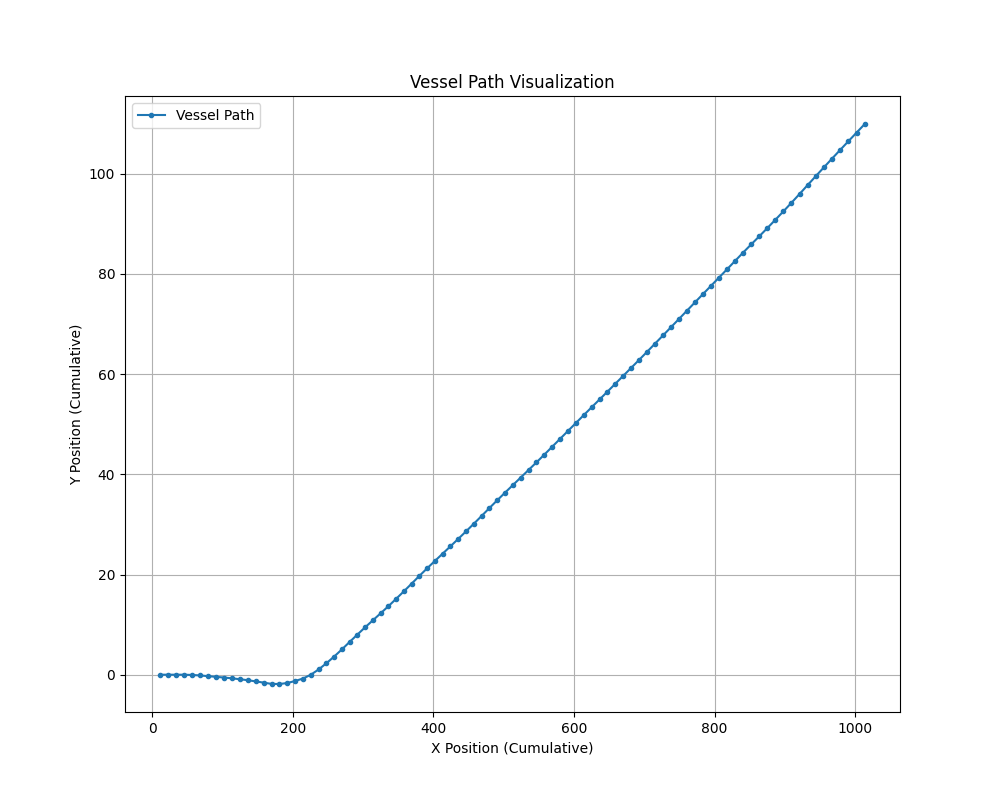 Vessel Path Visualization
Vessel Path
100
80
60
40
20
0
Y Position (Cumulative)
0 200 400 600 800 1000
X Position (Cumulative)